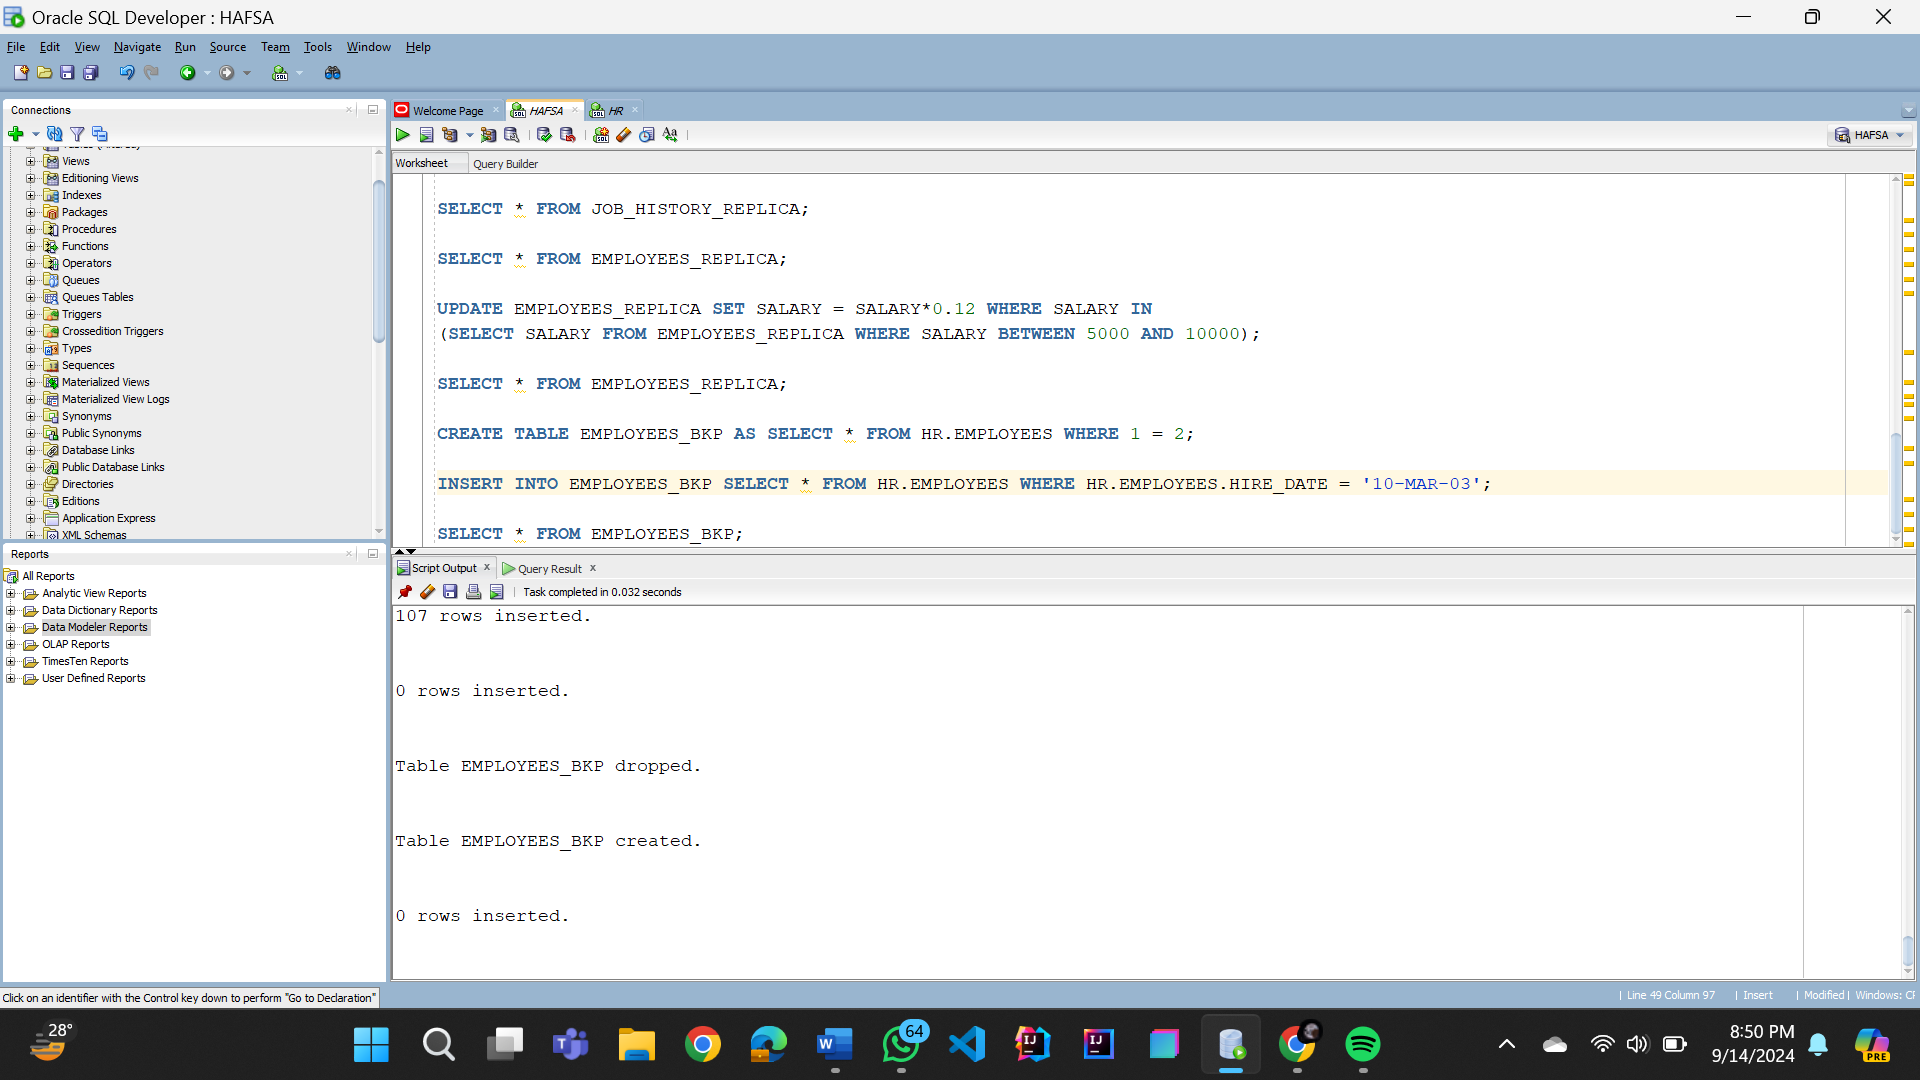 Oracle SQL Developer : HAFSA
File Edit View Navigate Run Source Team Tools Window Help
Connections
Views
Editioning Views
Indexes
Packages
Procedures
Functions
Operators
Queues
Queues Tables
Triggers
Crossedition Triggers
Types
Sequences
Materialized Views
Materialized View Logs
Synonyms
Public Synonyms
Database Links
Public Database Links
Directories
Editions
Application Express
XML Schemas
Reports
All Reports
Analytic View Reports
Data Dictionary Reports
Data Modeler Reports
OLAP Reports
TimesTen Reports
User Defined Reports
Welcome Page HAFSA HR
HAFSA
Worksheet Query Builder
SELECT * FROM JOB_HISTORY_REPLICA;
SELECT * FROM EMPLOYEES_REPLICA;
UPDATE EMPLOYEES_REPLICA SET SALARY = SALARY*0.12 WHERE SALARY IN
(SELECT SALARY FROM EMPLOYEES_REPLICA WHERE SALARY BETWEEN 5000 AND 10000);
SELECT * FROM EMPLOYEES_REPLICA;
CREATE TABLE EMPLOYEES_BKP AS SELECT * FROM HR.EMPLOYEES WHERE 1 = 2;
INSERT INTO EMPLOYEES_BKP SELECT * FROM HR.EMPLOYEES WHERE HR.EMPLOYEES.HIRE_DATE = '10-MAR-03';
SELECT * FROM EMPLOYEES_BKP;
Script Output Query Result
Task completed in 0.032 seconds
107 rows inserted.
0 rows inserted.
Table EMPLOYEES_BKP dropped.
Table EMPLOYEES_BKP created.
0 rows inserted.
Click on an identifier with the Control key down to perform "Go to Declaration"
Line 49 Column 97 Insert Modified Windows:
28°
64
8:50 PM
9/14/2024
PRE